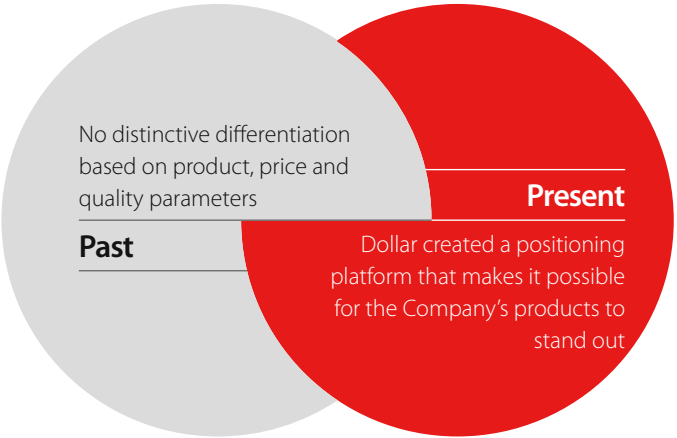 No distinctive differentiation
based on product, price and
quality parameters
Past
Present
Dollar created a positioning
platform that makes it possible
for the Company’s products to
stand out